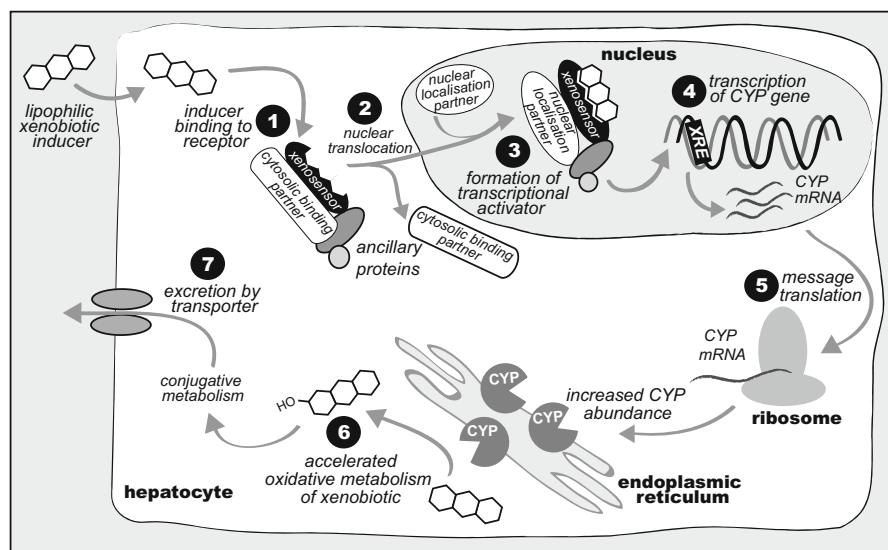 lipophilic
xenobiotic
inducer
inducer
binding to
receptor
1
xenosensor
cytosolic binding
partner
ancillary
proteins
2
nuclear
translocation
cytosolic binding
partner
nucleus
nuclear
localisation
partner
nuclear
localisation
partner
xenosensor
3
formation of
transcriptional
activator
4
transcription
of CYP gene
XRE
CYP
mRNA
5
message
translation
CYP
mRNA
ribosome
increased CYP
abundance
CYP
CYP
CYP
endoplasmic
reticulum
HO
6
accelerated
oxidative metabolism
of xenobiotic
conjugative
metabolism
7
excretion by
transporter
hepatocyte